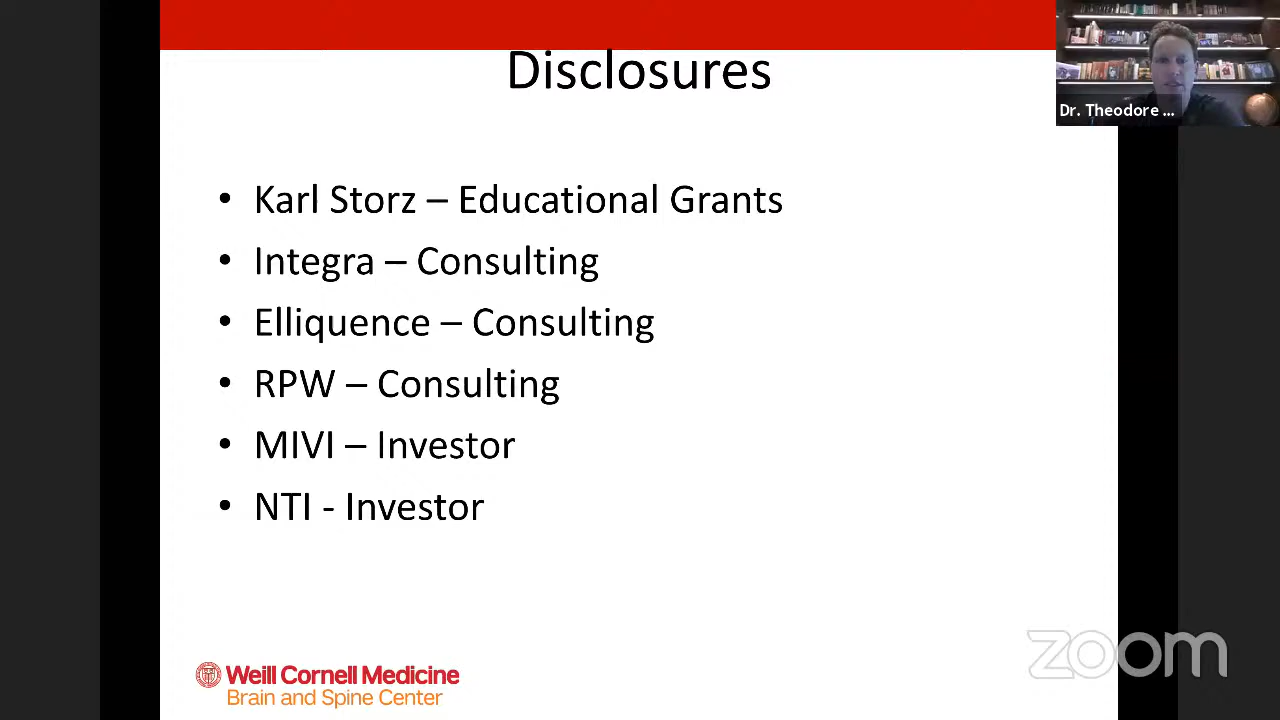 Disclosures
Dr. Theodore ...
• Karl Storz – Educational Grants
• Integra – Consulting
• Elliquence – Consulting
• RPW – Consulting
• MIVI – Investor
• NTI - Investor
Weill Cornell Medicine
Brain and Spine Center
zoom